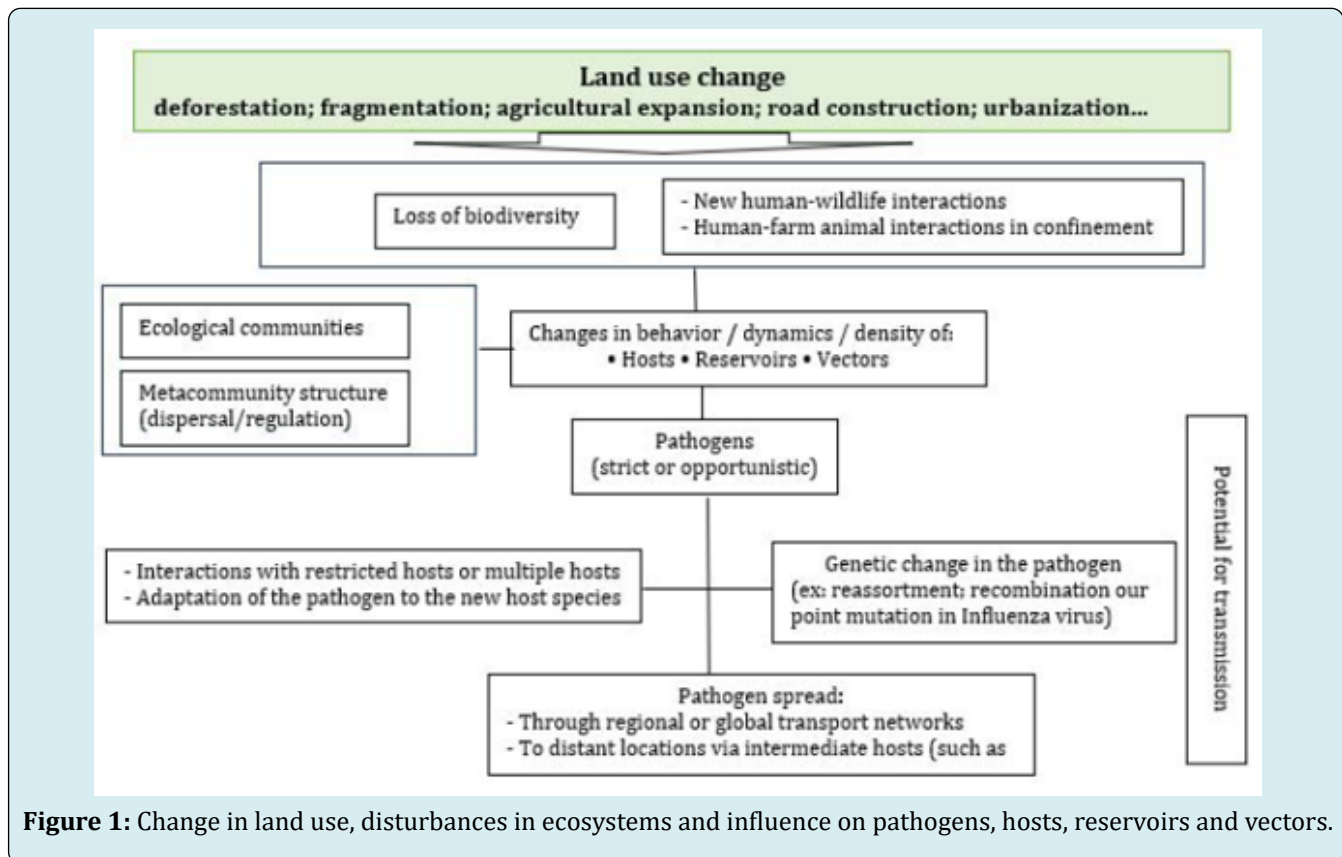 Land use change
deforestation; fragmentation; agricultural expansion; road construction; urbanization...
Loss of biodiversity
- New human-wildlife interactions
- Human-farm animal interactions in confinement
Ecological communities
Metacommunity structure
(dispersal/regulation)
Changes in behavior / dynamics / density of:
• Hosts • Reservoirs • Vectors
Pathogens
(strict or opportunistic)
- Interactions with restricted hosts or multiple hosts
- Adaptation of the pathogen to the new host species
Genetic change in the pathogen
(ex: reassortment; recombination our
point mutation in Influenza virus)
Potential for transmission
Pathogen spread:
- Through regional or global transport networks
- To distant locations via intermediate hosts (such as
Figure 1: Change in land use, disturbances in ecosystems and influence on pathogens, hosts, reservoirs and vectors.